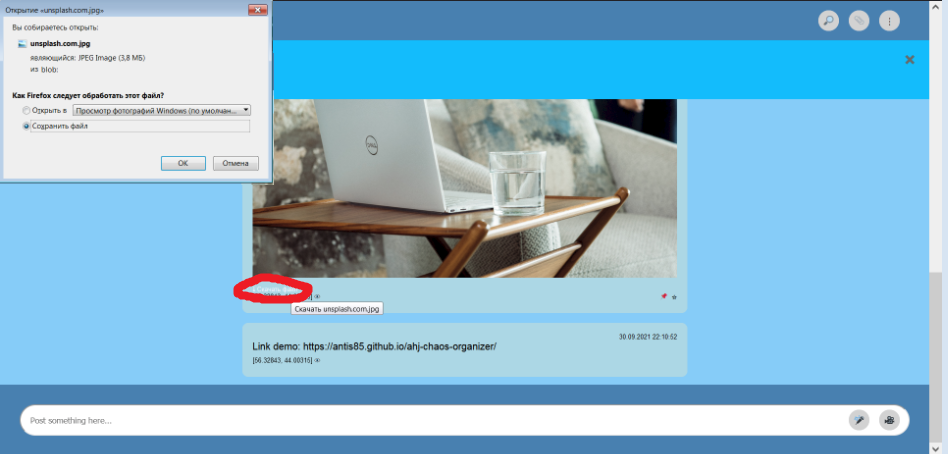 Открытие «unsplash.com.jpg»
Вы собираетесь открыть:
unsplash.com.jpg
являющийся: JPEG Image (3,8 МБ)
из blob:
Как Firefox следует обработать этот файл?
Открыть в Просмотр фотографий Windows (по умолчан...
Сохранить файл
ОК Отмена
DELL
Скачать unsplash.com.jpg
30.09.2021 22:10:52
Link demo: https://antis85.github.io/ahj-chaos-organizer/
[56.32843, 44.00315]
Post something here...